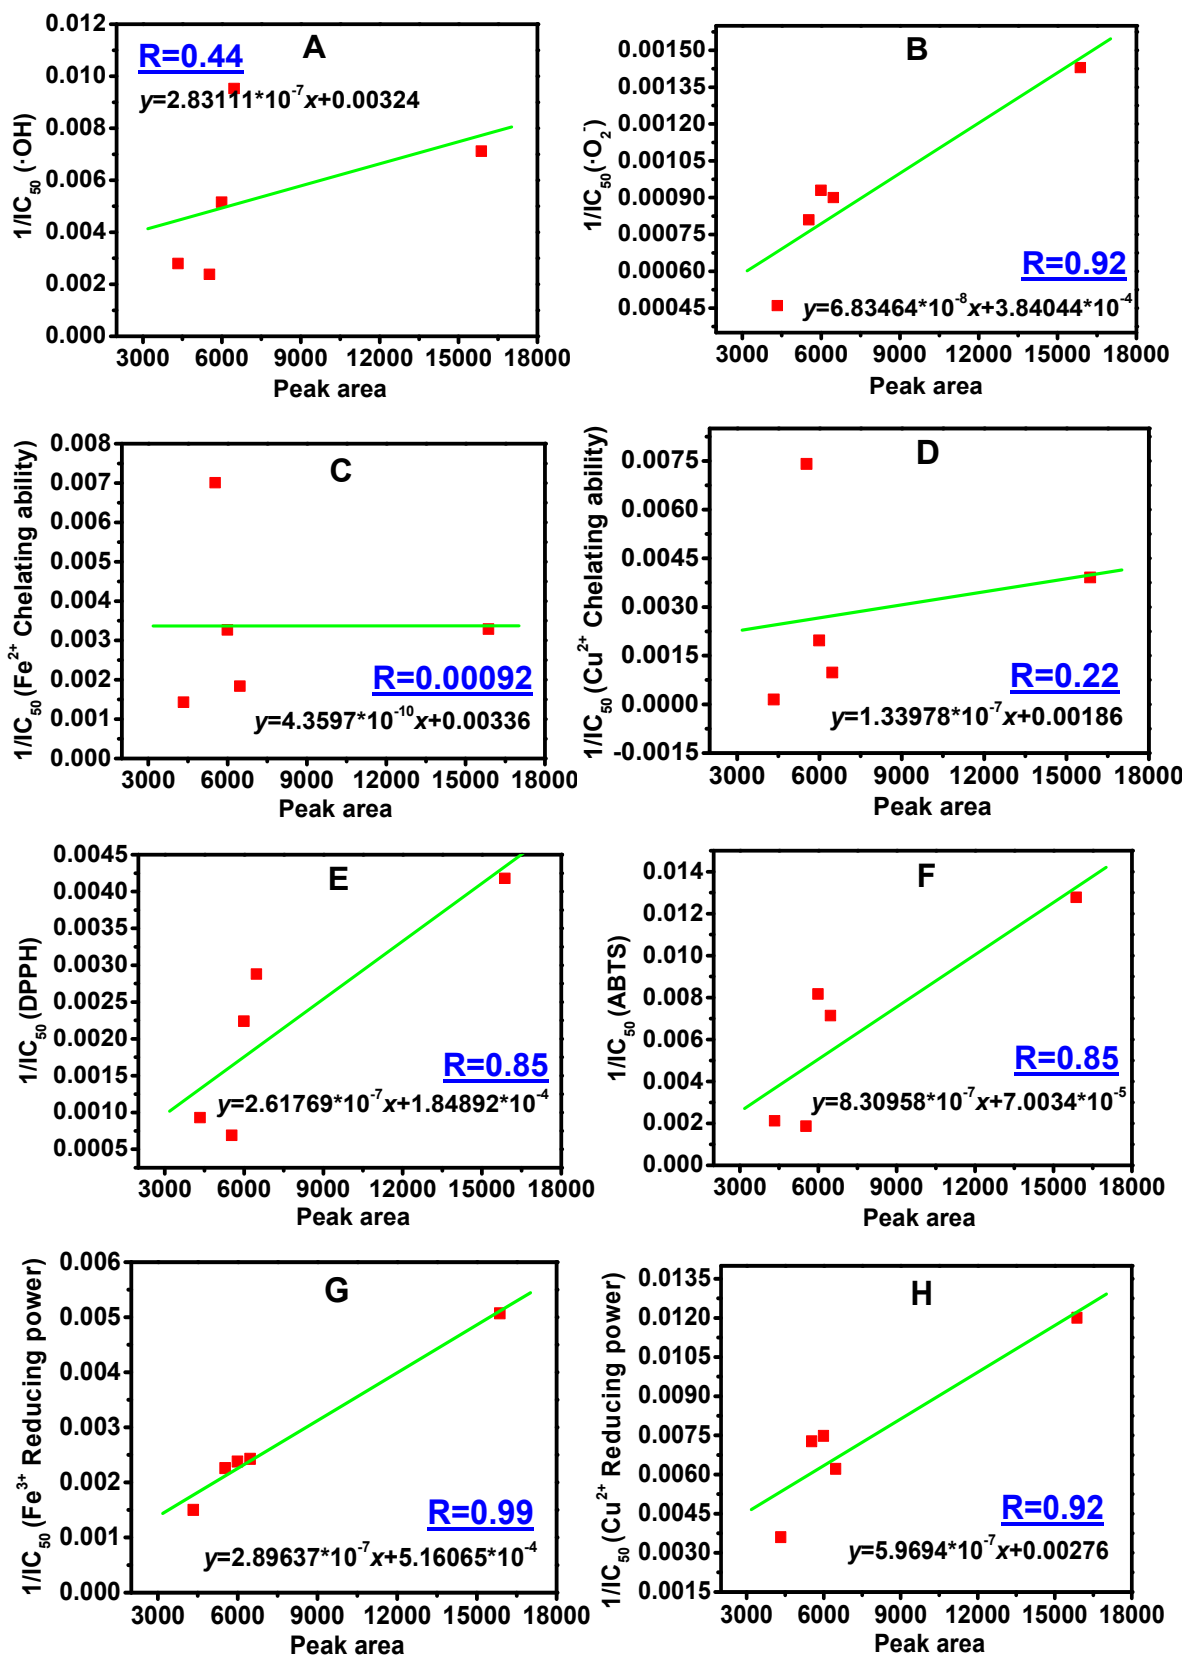 A
R=0.44
y=2.83111*10⁻⁷x+0.00324
0.012
0.010
0.008
0.006
0.004
0.002
0.000
1/IC₅₀ (·OH)
3000 6000 9000 12000 15000 18000
Peak area
B
0.00150
0.00135
0.00120
0.00105
0.00090
0.00075
0.00060
0.00045
1/IC₅₀(·O₂⁻)
R=0.92
y=6.83464*10⁻⁸x+3.84044*10⁻⁴
3000 6000 9000 12000 15000 18000
Peak area
C
0.008
0.007
0.006
0.005
0.004
0.003
0.002
0.001
0.000
1/IC₅₀ (Fe²⁺ Chelating ability)
R=0.00092
y=4.3597*10⁻¹⁰x+0.00336
3000 6000 9000 12000 15000 18000
Peak area
D
0.0075
0.0060
0.0045
0.0030
0.0015
0.0000
-0.0015
1/IC₅₀ (Cu²⁺ Chelating ability)
R=0.22
y=1.33978*10⁻⁷x+0.00186
3000 6000 9000 12000 15000 18000
Peak area
E
0.0045
0.0040
0.0035
0.0030
0.0025
0.0020
0.0015
0.0010
0.0005
1/IC₅₀ (DPPH)
R=0.85
y=2.61769*10⁻⁷x+1.84892*10⁻⁴
3000 6000 9000 12000 15000 18000
Peak area
F
0.014
0.012
0.010
0.008
0.006
0.004
0.002
0.000
1/IC₅₀ (ABTS)
R=0.85
y=8.30958*10⁻⁷x+7.0034*10⁻⁵
3000 6000 9000 12000 15000 18000
Peak area
G
0.006
0.005
0.004
0.003
0.002
0.001
0.000
1/IC₅₀ (Fe³⁺ Reducing power)
R=0.99
y=2.89637*10⁻⁷x+5.16065*10⁻⁴
3000 6000 9000 12000 15000 18000
Peak area
H
0.0135
0.0120
0.0105
0.0090
0.0075
0.0060
0.0045
0.0030
0.0015
1/IC₅₀ (Cu²⁺ Reducing power)
R=0.92
y=5.9694*10⁻⁷x+0.00276
3000 6000 9000 12000 15000 18000
Peak area